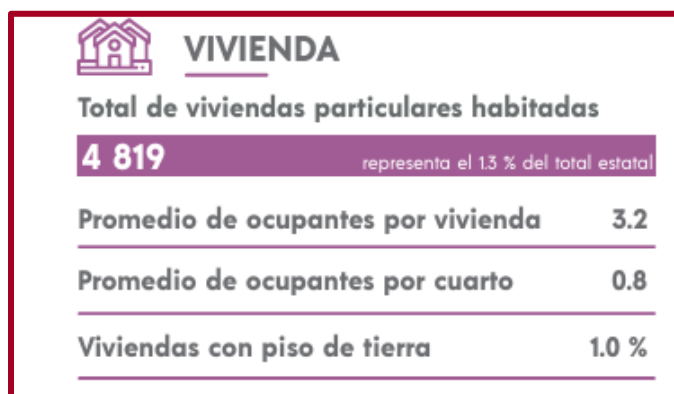 VIVIENDA
Total de viviendas particulares habitadas
4 819 representa el 1.3 % del total estatal
Promedio de ocupantes por vivienda 3.2
Promedio de ocupantes por cuarto 0.8
Viviendas con piso de tierra 1.0 %